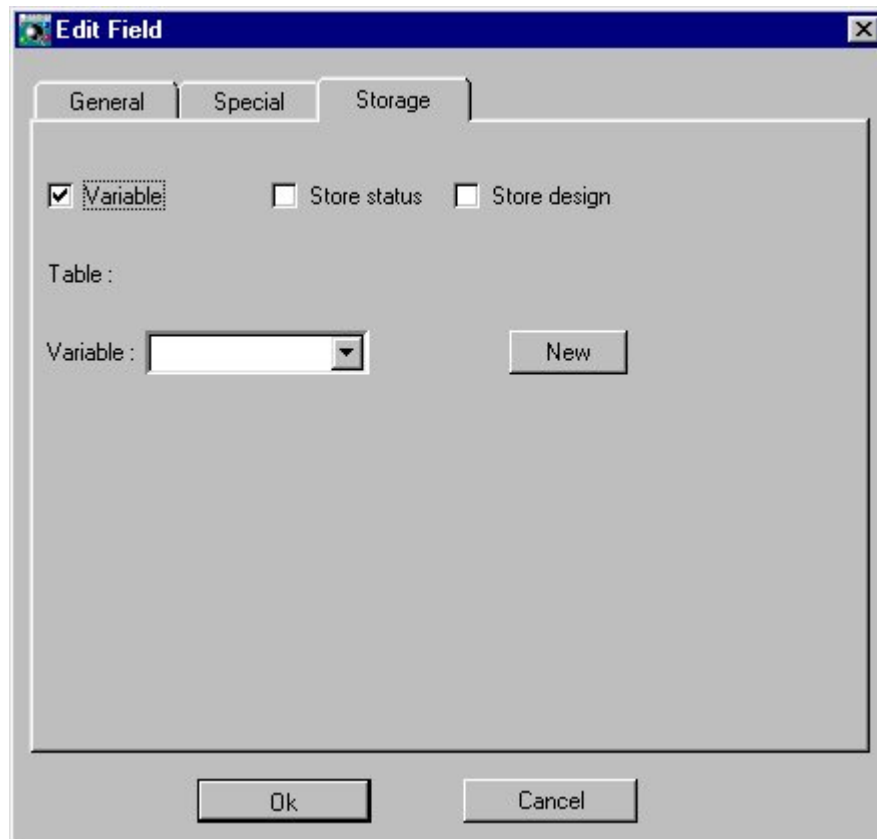 Edit Field
General Special Storage
Variable Store status Store design
Table :
Variable : New
Ok Cancel